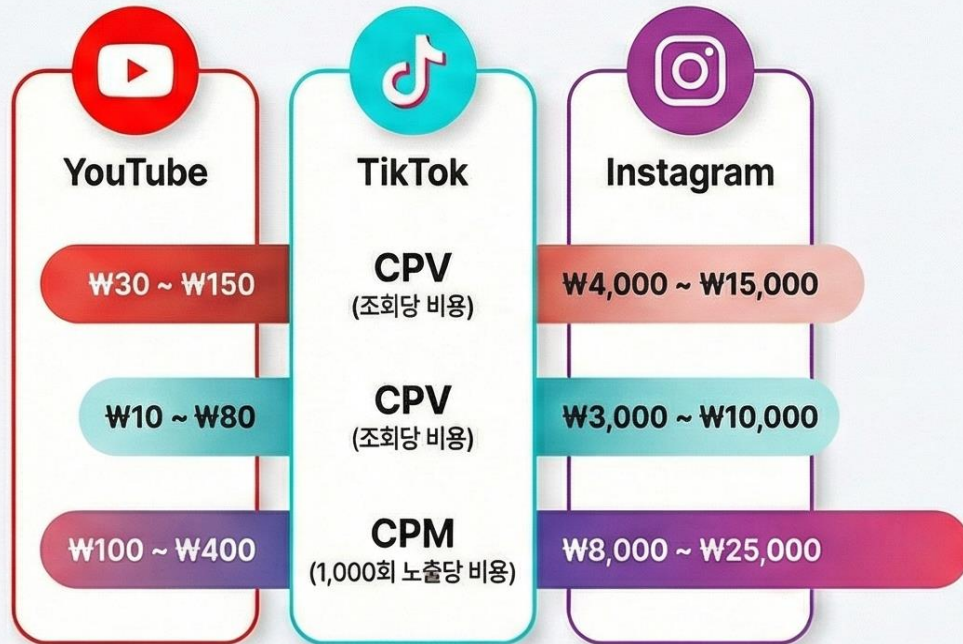 YouTube
TikTok
Instagram
₩30 ~ ₩150
CPV
(조회당 비용)
₩4,000 ~ ₩15,000
₩10 ~ ₩80
CPV
(조회당 비용)
₩3,000 ~ ₩10,000
₩100 ~ ₩400
CPM
(1,000회 노출당 비용)
₩8,000 ~ ₩25,000